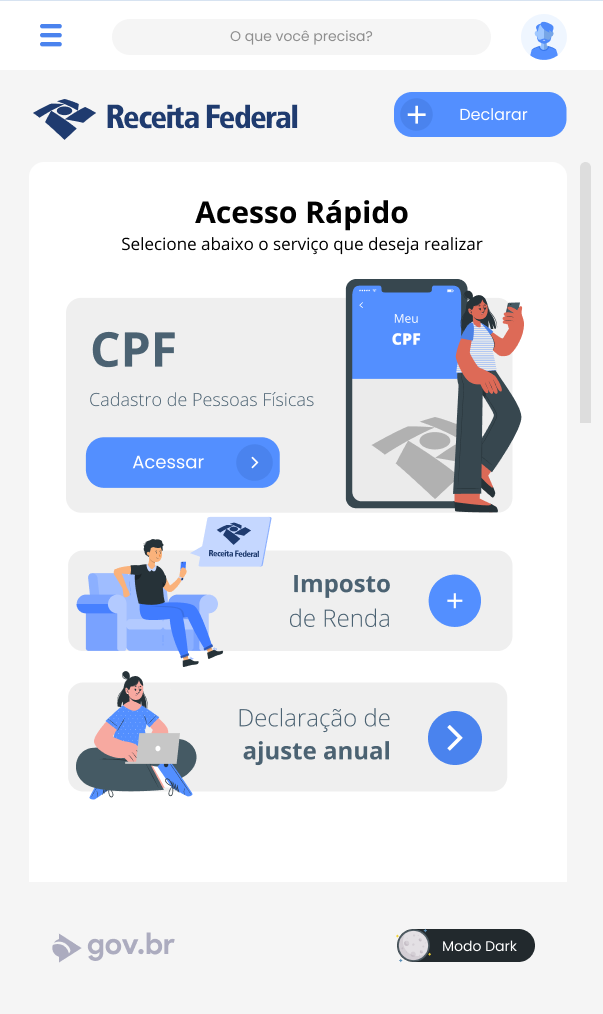 O que você precisa?
Receita Federal
Declarar
Acesso Rápido
Selecione abaixo o serviço que deseja realizar
CPF
Cadastro de Pessoas Físicas
Acessar
Meu
CPF
Receita Federal
Imposto
de Renda
Declaração de
ajuste anual
gov.br
Modo Dark